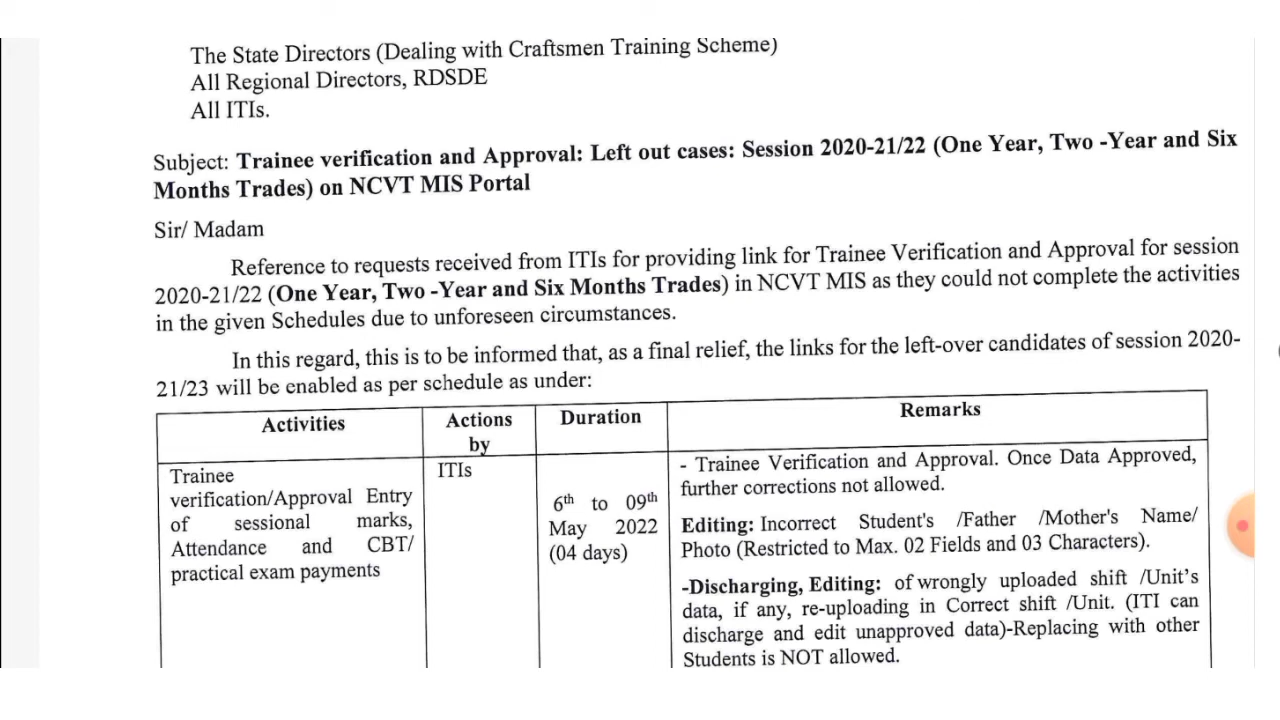 The State Directors (Dealing with Craftsmen Training Scheme)
All Regional Directors, RDSDE
All ITIs.
Subject: Trainee verification and Approval: Left out cases: Session 2020-21/22 (One Year, Two -Year and Six
Months Trades) on NCVT MIS Portal
Sir/ Madam
Reference to requests received from ITIs for providing link for Trainee Verification and Approval for session
2020-21/22 (One Year, Two -Year and Six Months Trades) in NCVT MIS as they could not complete the activities
in the given Schedules due to unforeseen circumstances.
In this regard, this is to be informed that, as a final relief, the links for the left-over candidates of session 2020-
21/23 will be enabled as per schedule as under:
Activities
Actions
by
Duration
Remarks
Trainee
verification/Approval Entry
of sessional marks,
Attendance and CBT/
practical exam payments
ITIs
6th to 09th
May 2022
(04 days)
- Trainee Verification and Approval. Once Data Approved,
further corrections not allowed.
Editing: Incorrect Student's /Father /Mother's Name/
Photo (Restricted to Max. 02 Fields and 03 Characters).
-Discharging, Editing: of wrongly uploaded shift /Unit's
data, if any, re-uploading in Correct shift /Unit. (ITI can
discharge and edit unapproved data)-Replacing with other
Students is NOT allowed.